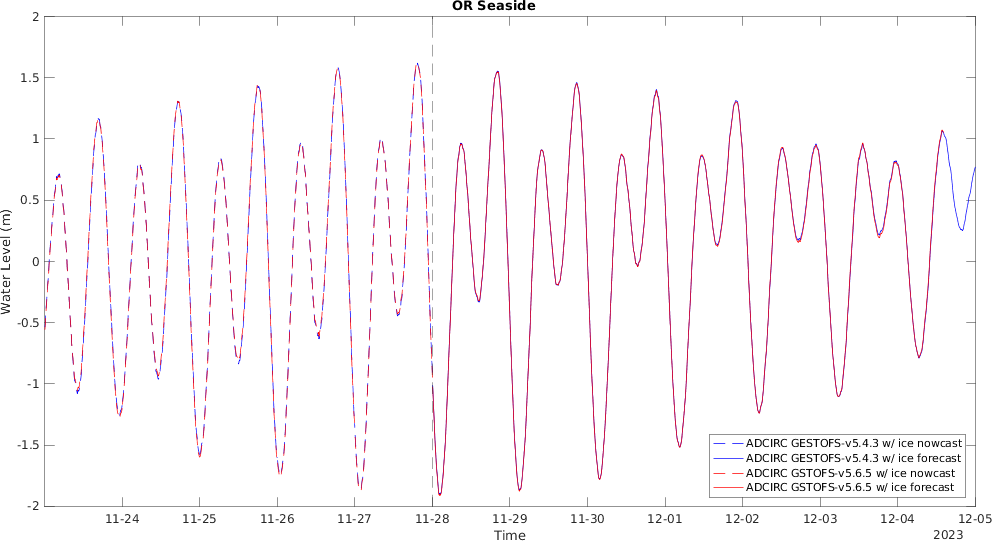 OR Seaside
2
1.5
1
0.5
0
-0.5
-1
-1.5
-2
Water Level (m)
11-24 11-25 11-26 11-27 11-28 11-29 11-30 12-01 12-02 12-03 12-04 12-05
Time
2023
ADCIRC GESTOFS-v5.4.3 w/ ice nowcast
ADCIRC GESTOFS-v5.4.3 w/ ice forecast
ADCIRC GSTOFS-v5.6.5 w/ ice nowcast
ADCIRC GSTOFS-v5.6.5 w/ ice forecast